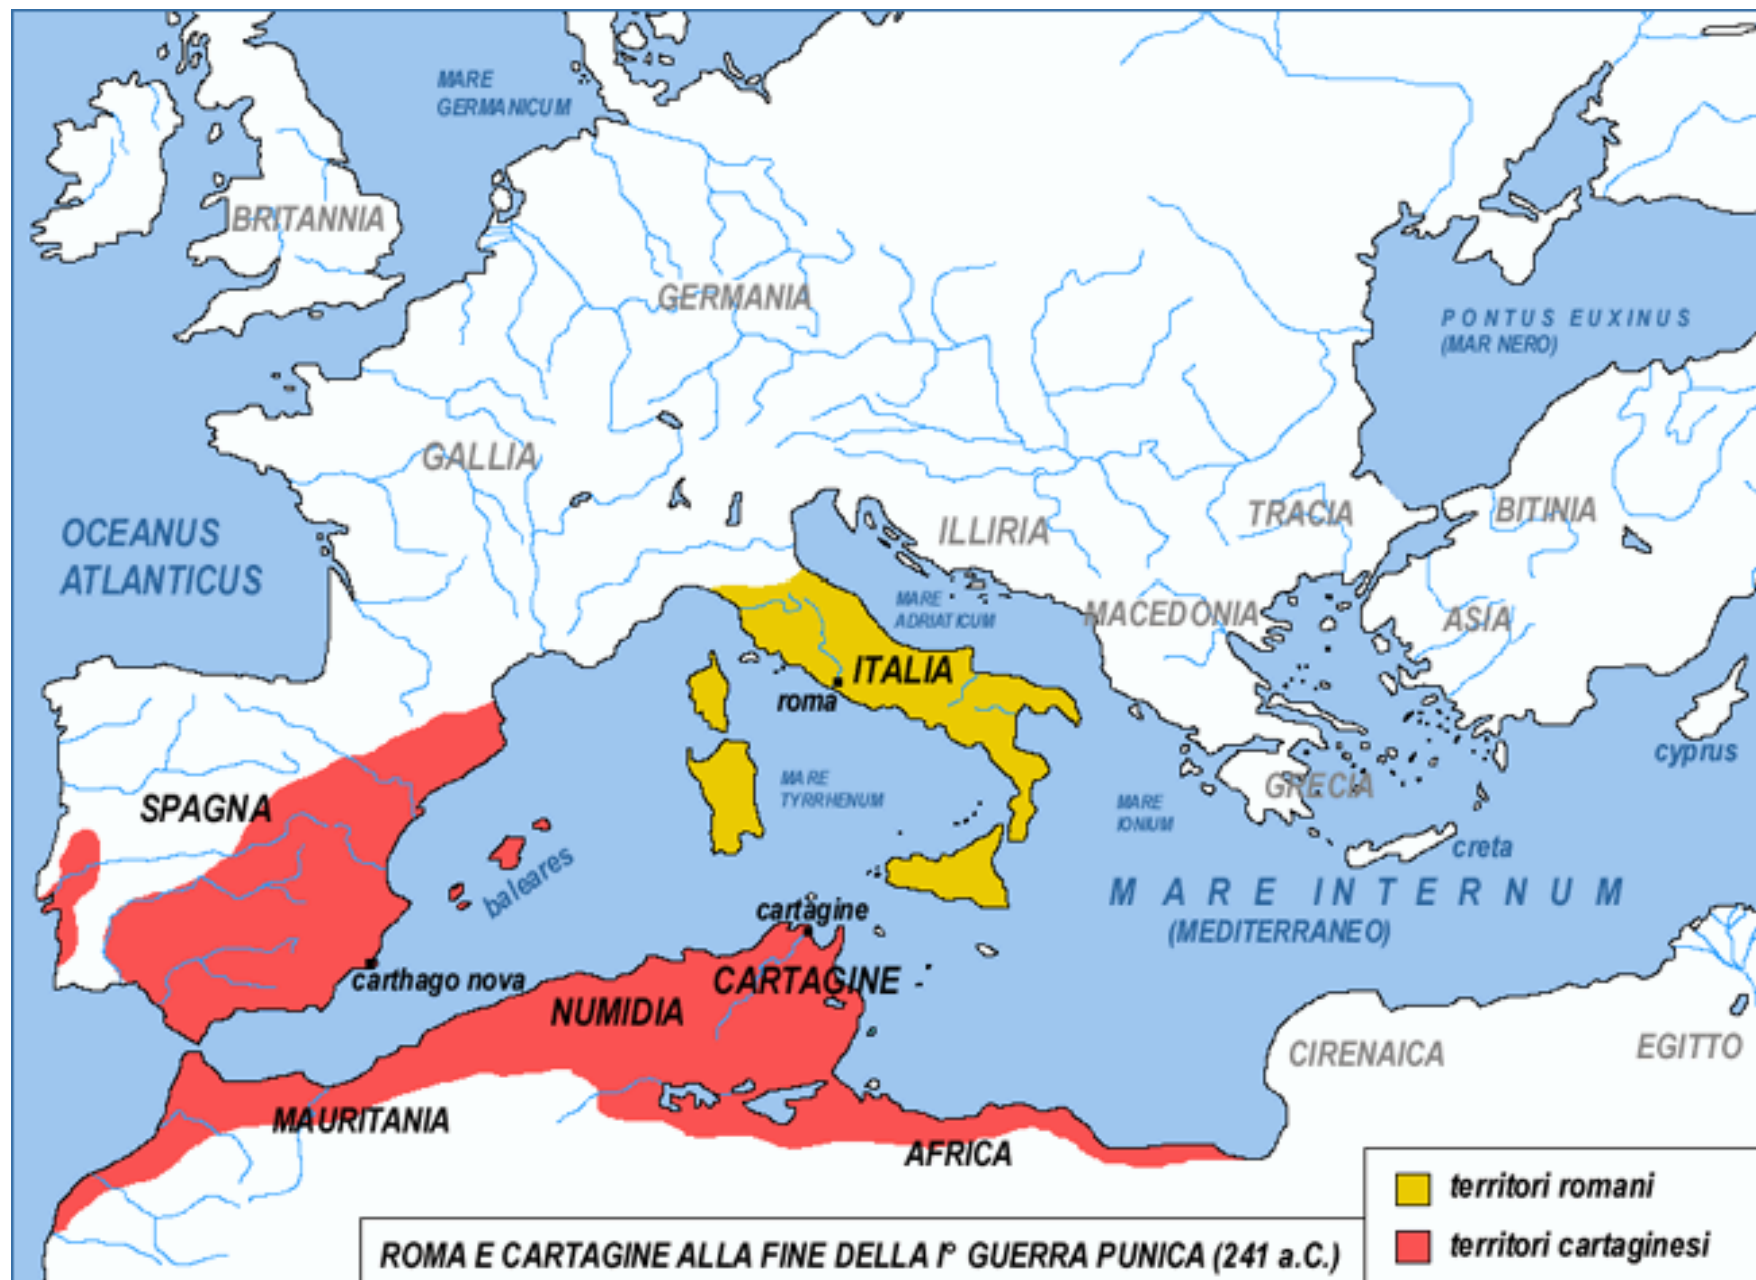 MARE
GERMANICUM
BRITANNIA
GERMANIA
PONTUS EUXINUS
(MAR NERO)
GALLIA
OCEANUS
ATLANTICUS
ILLIRIA
TRACIA
BITINIA
MARE
ADRIATICUM
MACEDONIA
ASIA
ITALIA
roma
cyprus
SPAGNA
MARE
TYRRHENUM
GRECIA
MARE
IONIUM
creta
baleares
MARE INTERNUM
(MEDITERRANEO)
cartagine
carthago nova
CARTAGINE
NUMIDIA
CIRENAICA
EGITTO
MAURITANIA
AFRICA
territori romani
territori cartaginesi
ROMA E CARTAGINE ALLA FINE DELLA I° GUERRA PUNICA (241 a.C.)